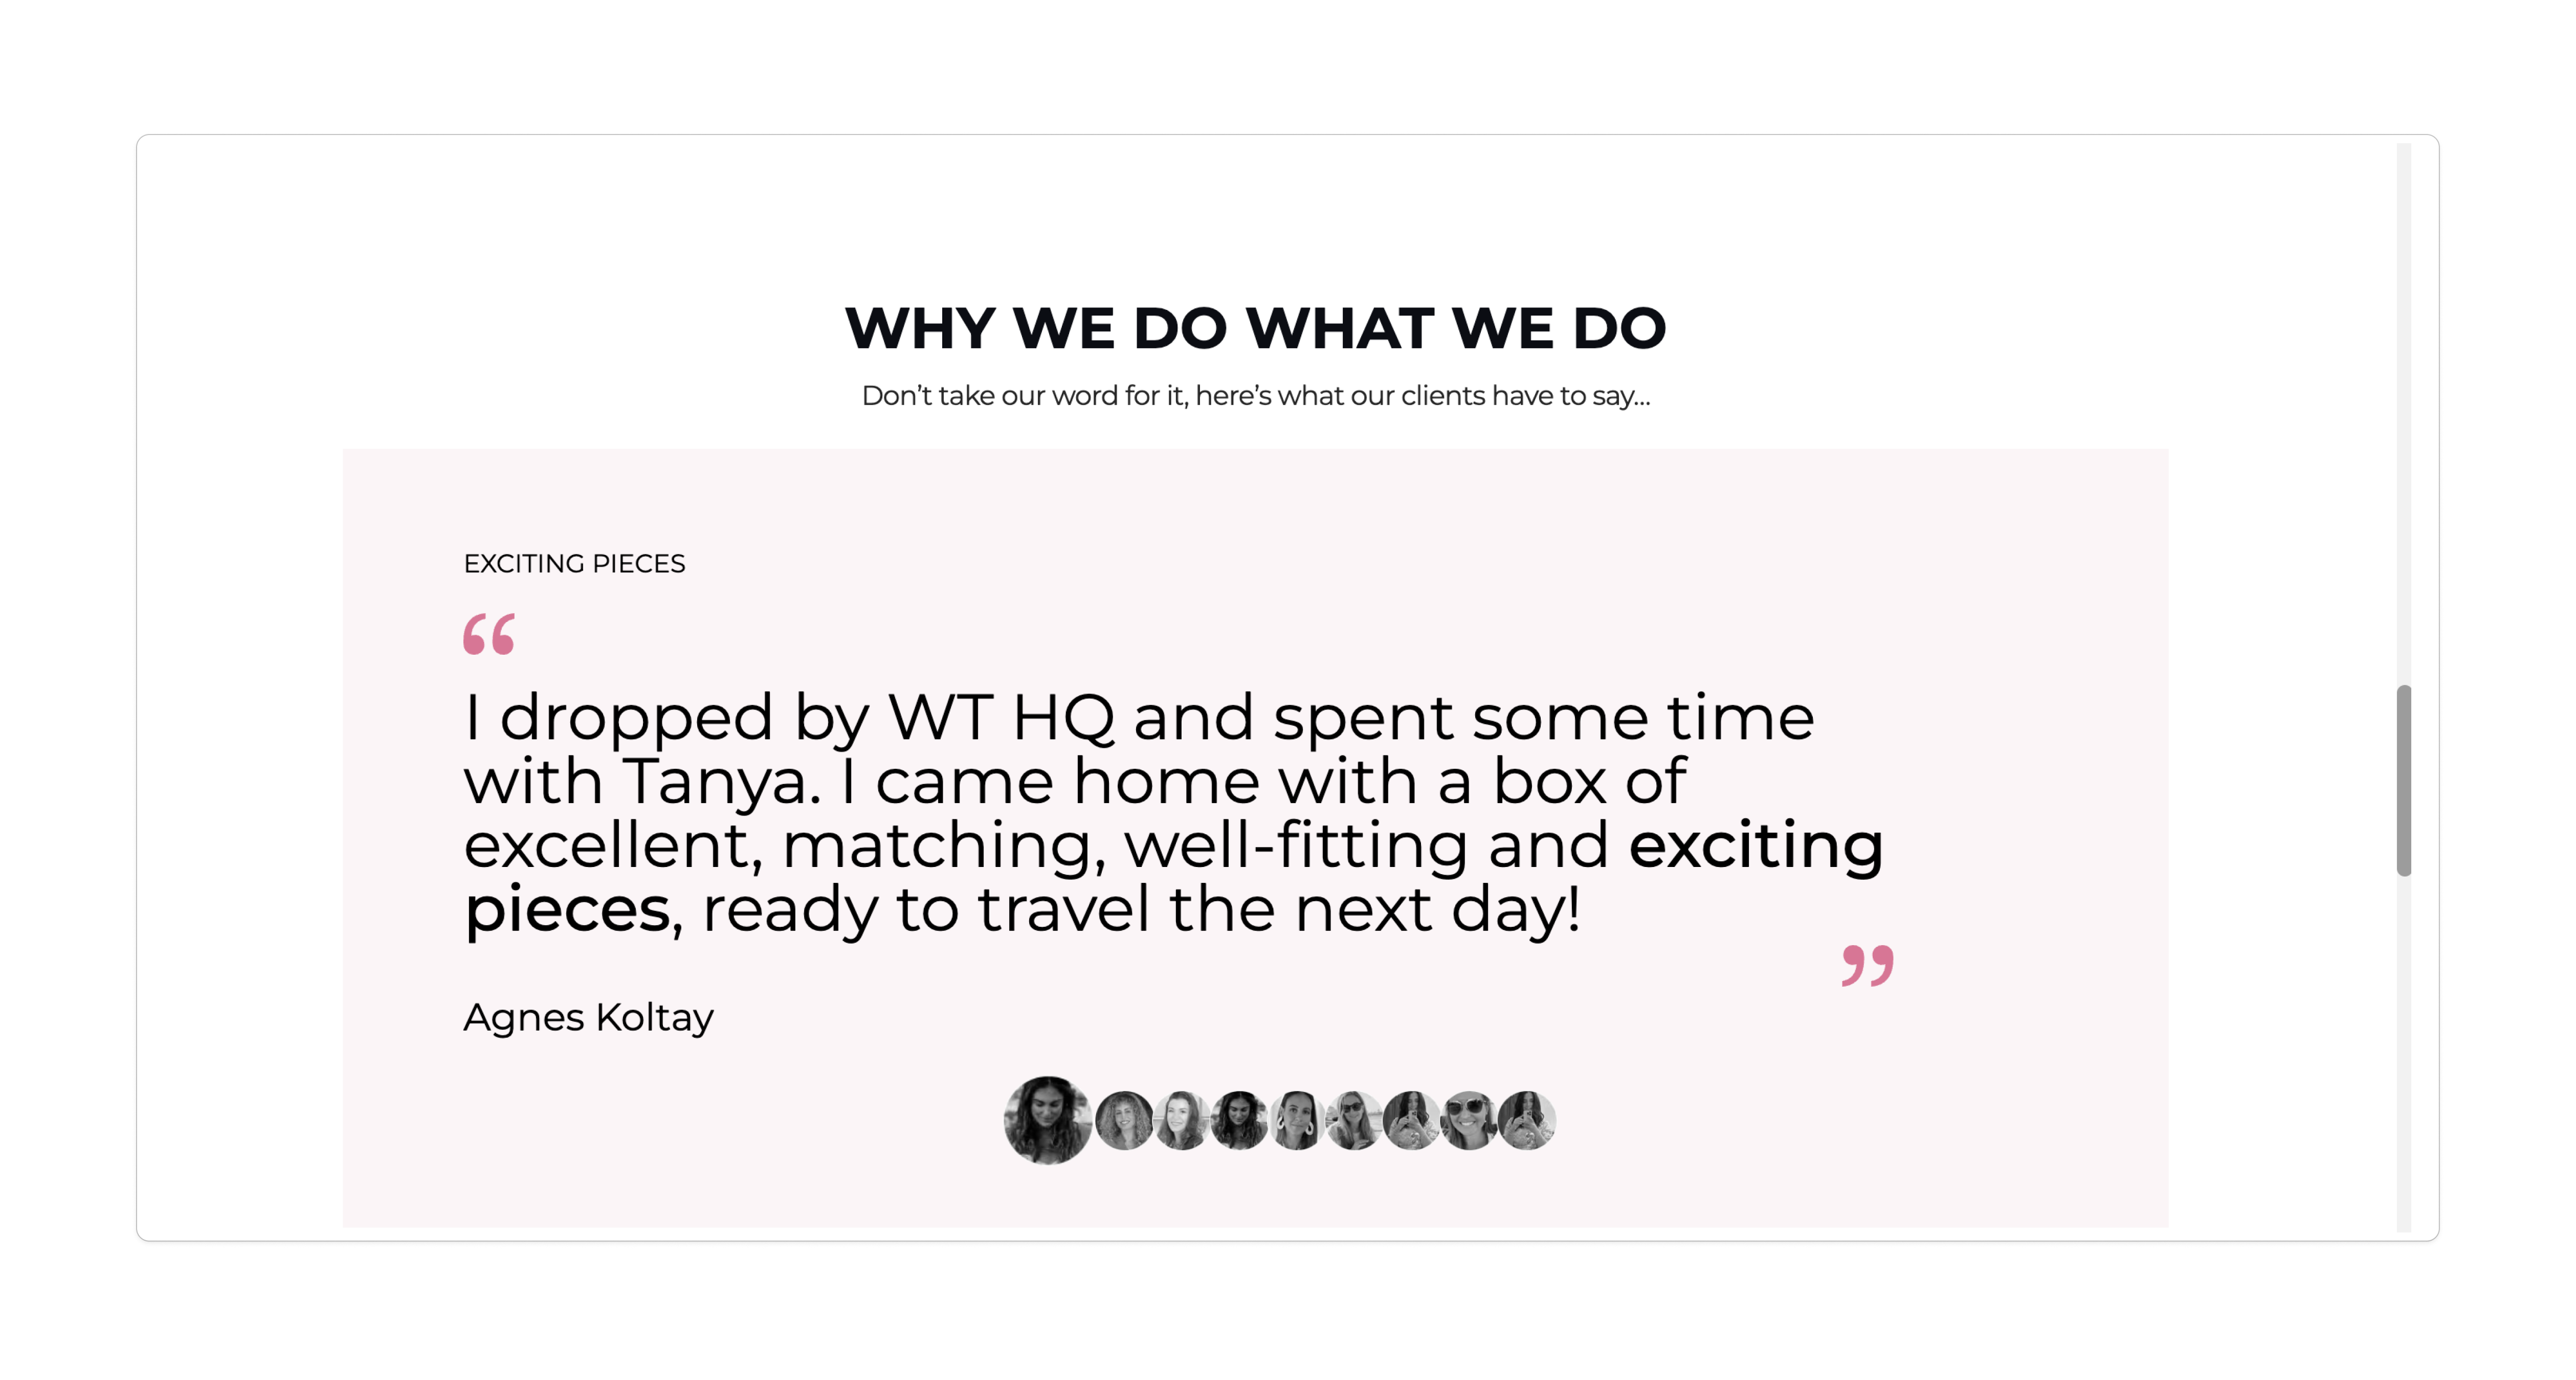 WHY WE DO WHAT WE DO
Don’t take our word for it, here’s what our clients have to say...
EXCITING PIECES
“
I dropped by WT HQ and spent some time
with Tanya. I came home with a box of
excellent, matching, well-fitting and exciting
pieces, ready to travel the next day!
”
Agnes Koltay